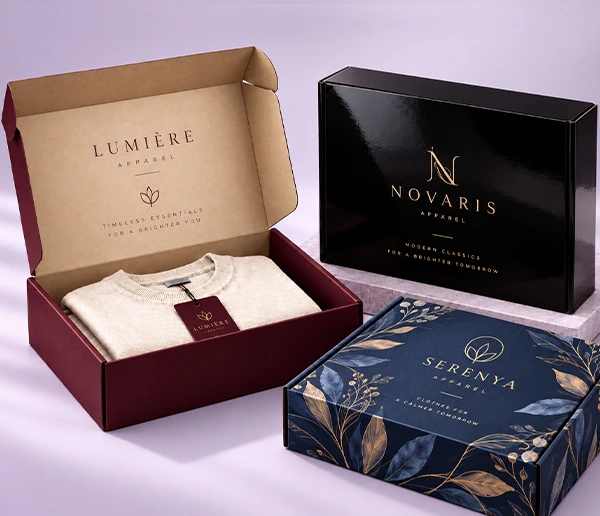 LUMIÈRE
APPAREL
TIMELESS ESSENTIALS
FOR A BRIGHTER YOU
LUMIÈRE
N
NOVARIS
APPAREL
MODERN CLASSICS
FOR A BRIGHTER TOMORROW
SERENYA
APPAREL
CLOTHES FOR
A CALMER TOMORROW